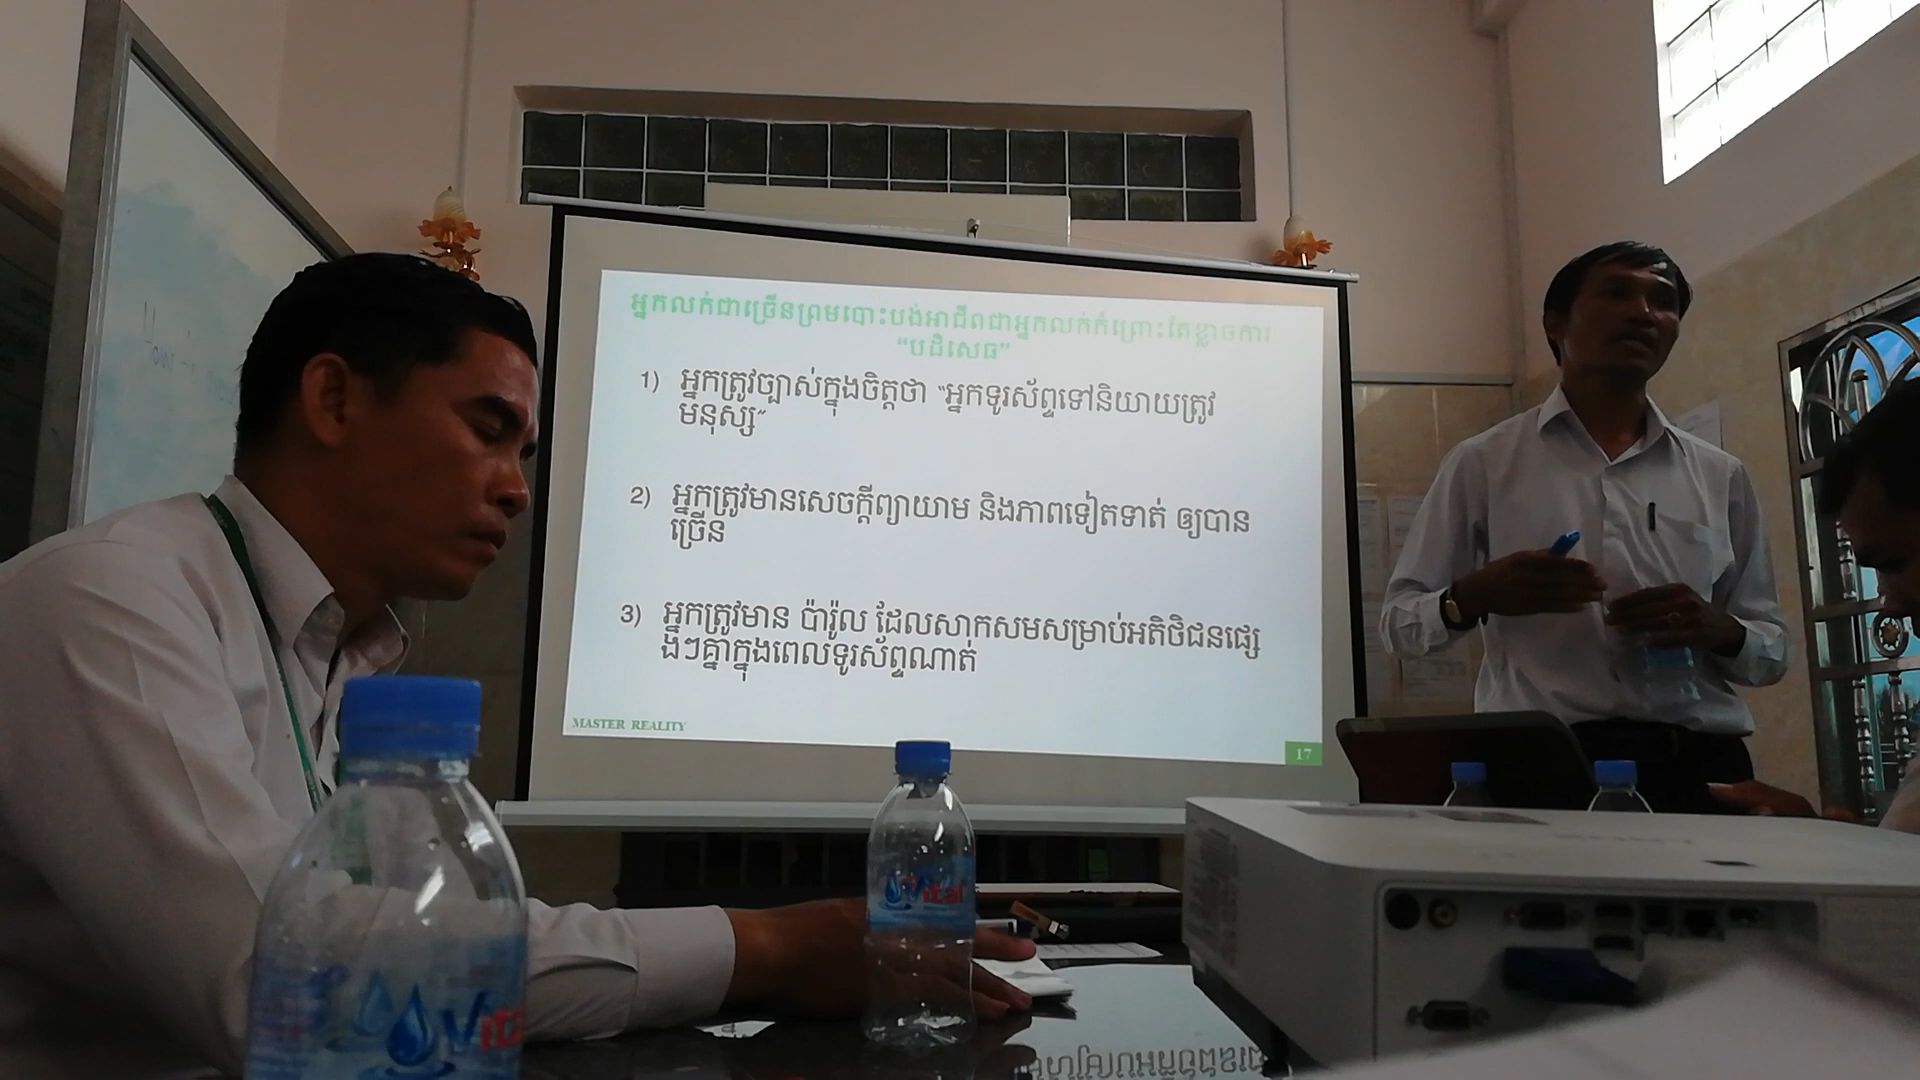 អ្នកលក់ជាច្រើនព្រមបោះបង់អាជីពជាអ្នកលក់ក៏ព្រោះតែខ្លាចការ
“បដិសេធ”
1) អ្នកត្រូវច្បាស់ក្នុងចិត្តថា “អ្នកទូរស័ព្ទទៅនិយាយត្រូវ
មនុស្ស”
2) អ្នកត្រូវមានសេចក្តីព្យាយាម និងភាពទៀតទាត់ ឲ្យបាន
ច្រើន
3) អ្នកត្រូវមាន ប៉ារ៉ូល ដែលសាកសមសម្រាប់អតិថិជនផ្សេ
ងៗគ្នាក្នុងពេលទូរស័ព្ទណាត់
MASTER REALITY
17
Vital
Vital